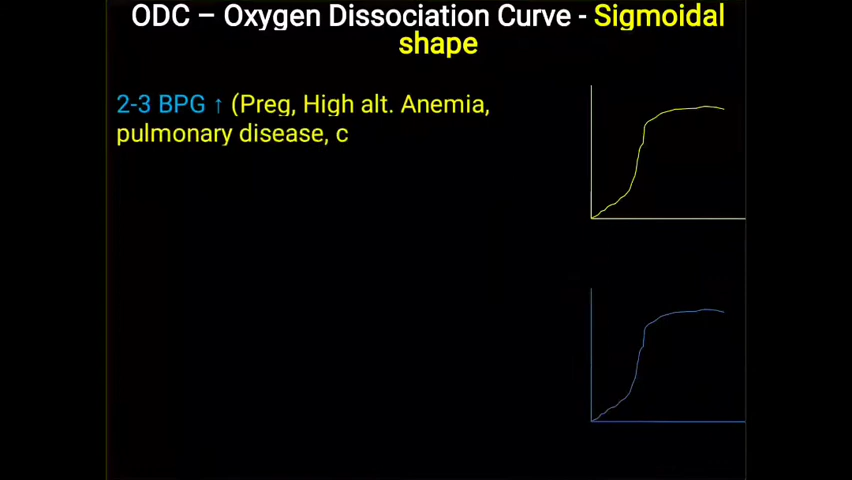 ODC – Oxygen Dissociation Curve - Sigmoidal
shape
2-3 BPG ↑ (Preg, High alt. Anemia,
pulmonary disease, c